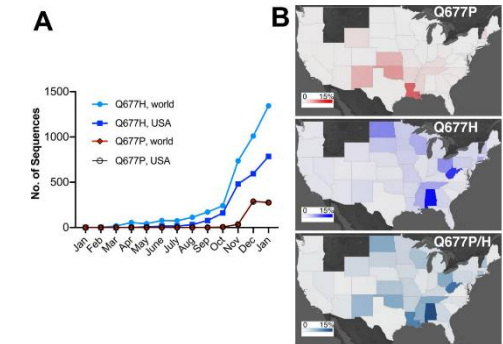 A
No. of Sequences
1500
1000
500
0
Q677H, world
Q677H, USA
Q677P, world
Q677P, USA
Jan Feb Mar Apr May June July Aug Sep Oct Nov Dec Jan
B
Q677P
0 15%
Q677H
0 15%
Q677P/H
0 15%